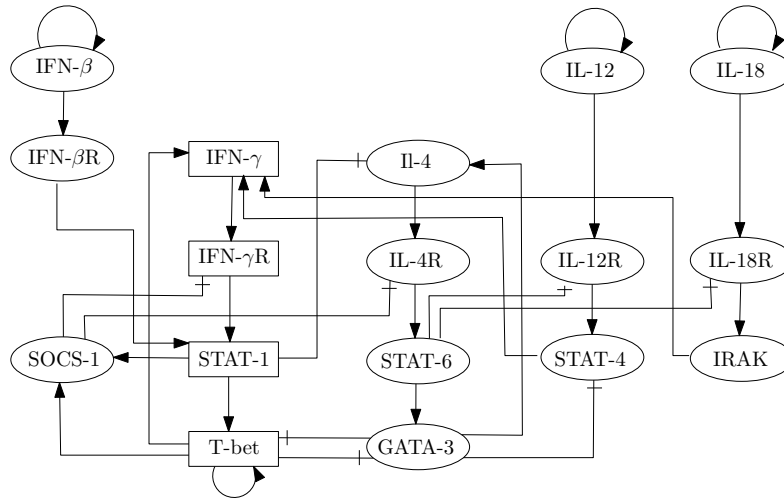 IFN-β
IL-12
IL-18
IFN-βR
IFN-γ
Il-4
IFN-γR
IL-4R
IL-12R
IL-18R
SOCS-1
STAT-1
STAT-6
STAT-4
IRAK
T-bet
GATA-3